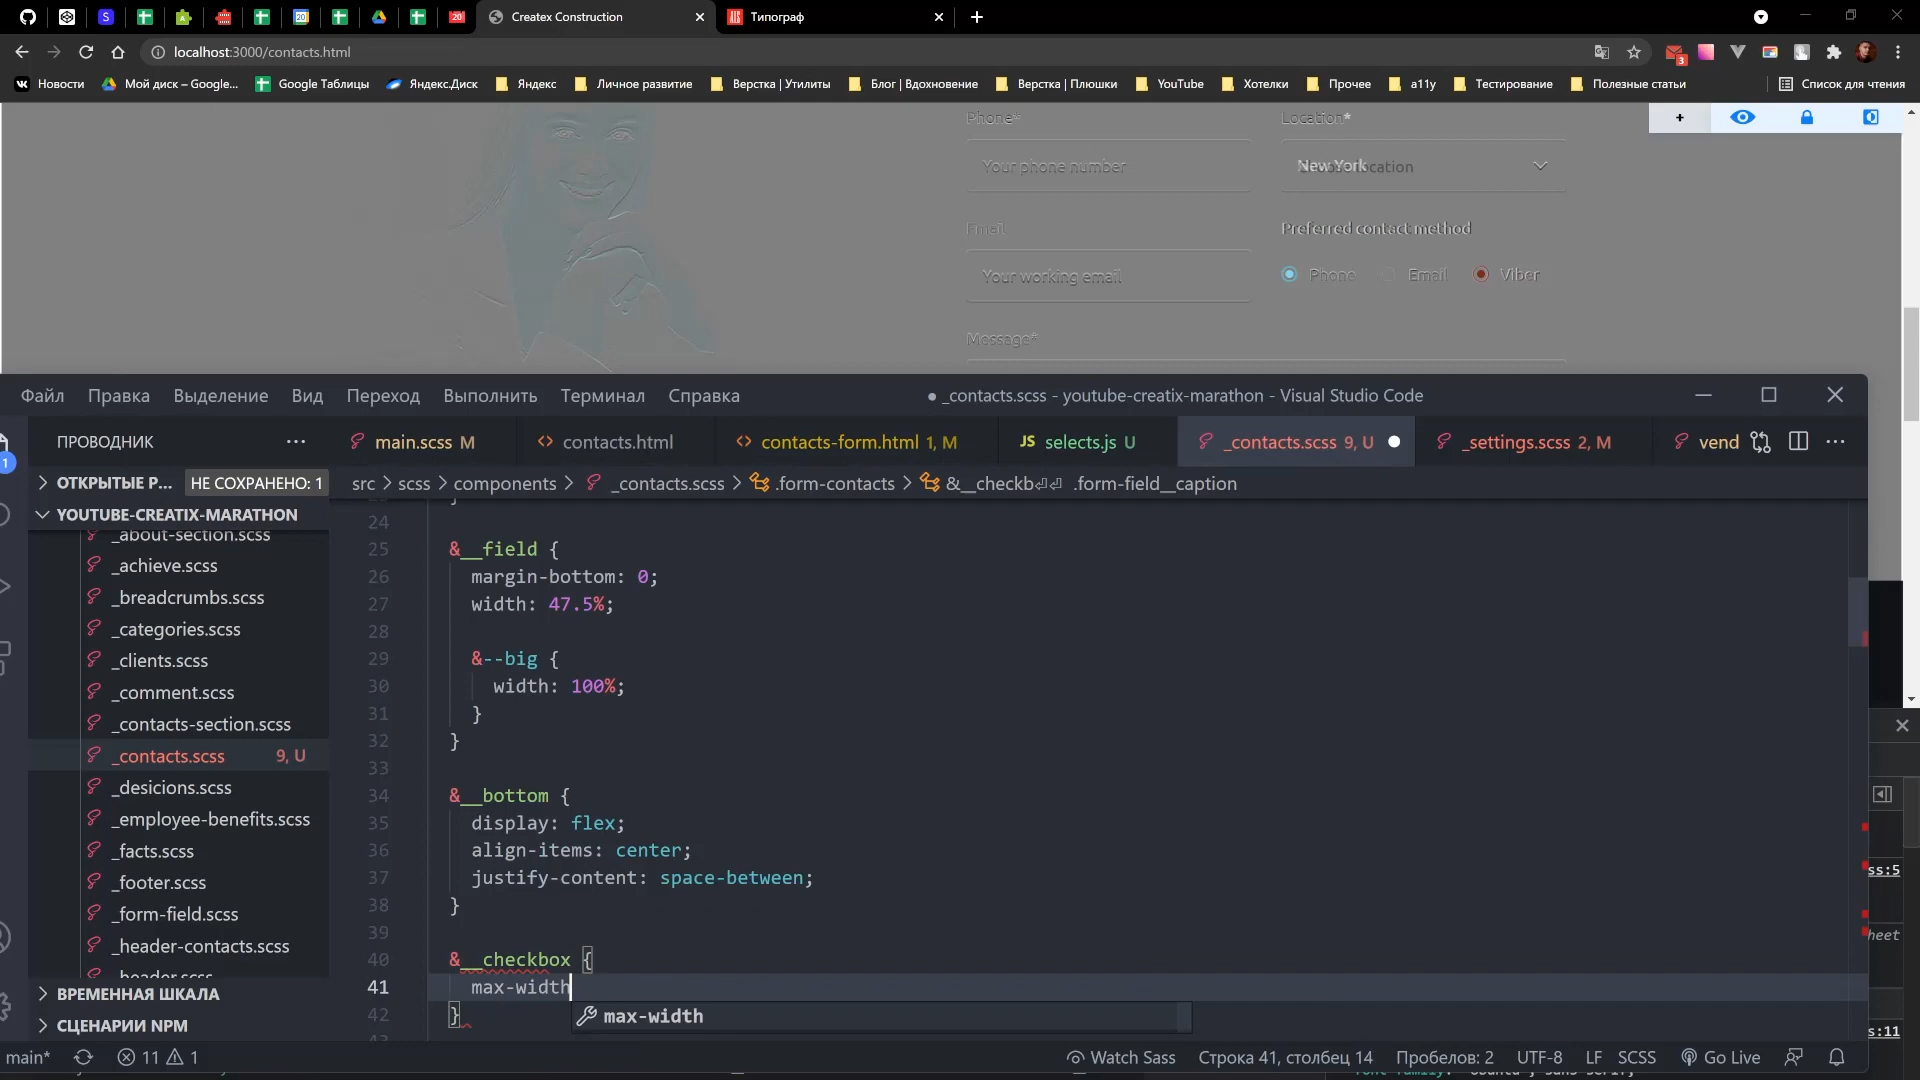 Createx Construction
Типограф
20
20
localhost:3000/contacts.html
3
Новости
Мой диск – Google...
Google Таблицы
Яндекс.Диск
Яндекс
Личное развитие
Верстка | Утилиты
Блог | Вдохновение
Верстка | Плюшки
YouTube
Хотелки
Прочее
a11y
Тестирование
Полезные статьи
Список для чтения
Phone*
Location*
Your phone number
New York
Email
Preferred contact method
Your working email
Phone
Email
Viber
Message*
Файл Правка Выделение Вид Переход Выполнить Терминал Справка
● _contacts.scss - youtube-creatix-marathon - Visual Studio Code
ПРОВОДНИК
main.scss M
contacts.html
contacts-form.html 1, M
JS selects.js U
_contacts.scss 9, U
_settings.scss 2, M
vend
1
ОТКРЫТЫЕ Р...
НЕ СОХРАНЕНО: 1
src > scss > components > _contacts.scss > .form-contacts > &__checkb⏎⏎ .form-field__caption
YOUTUBE-CREATIX-MARATHON
_about-section.scss
_achieve.scss
_breadcrumbs.scss
_categories.scss
_clients.scss
_comment.scss
_contacts-section.scss
_contacts.scss 9, U
_desicions.scss
_employee-benefits.scss
_facts.scss
_footer.scss
_form-field.scss
_header-contacts.scss
_header.scss
ВРЕМЕННАЯ ШКАЛА
СЦЕНАРИИ NPM
24
25 &__field {
26 margin-bottom: 0;
27 width: 47.5%;
28
29 &--big {
30 width: 100%;
31 }
32 }
33
34 &__bottom {
35 display: flex;
36 align-items: center;
37 justify-content: space-between;
38 }
39
40 &__checkbox {
41 max-width
42 }
max-width
ss:5
heet
s:11
main*
11
1
Watch Sass
Строка 41, столбец 14
Пробелов: 2
UTF-8
LF
SCSS
Go Live